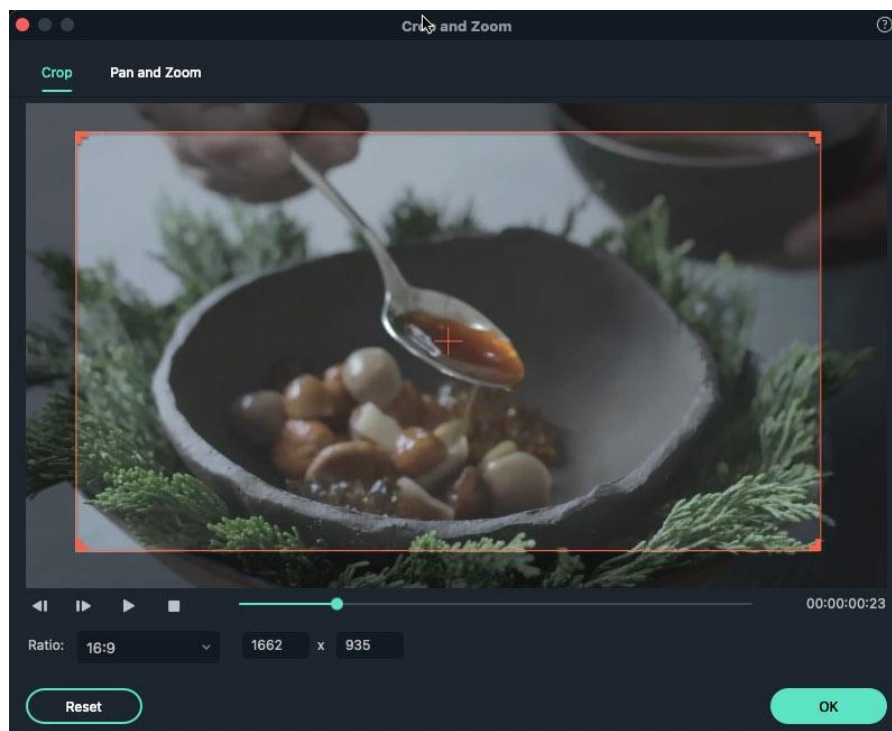 Crop and Zoom
Crop Pan and Zoom
00:00:00:23
Ratio: 16:9 1662 x 935
Reset OK